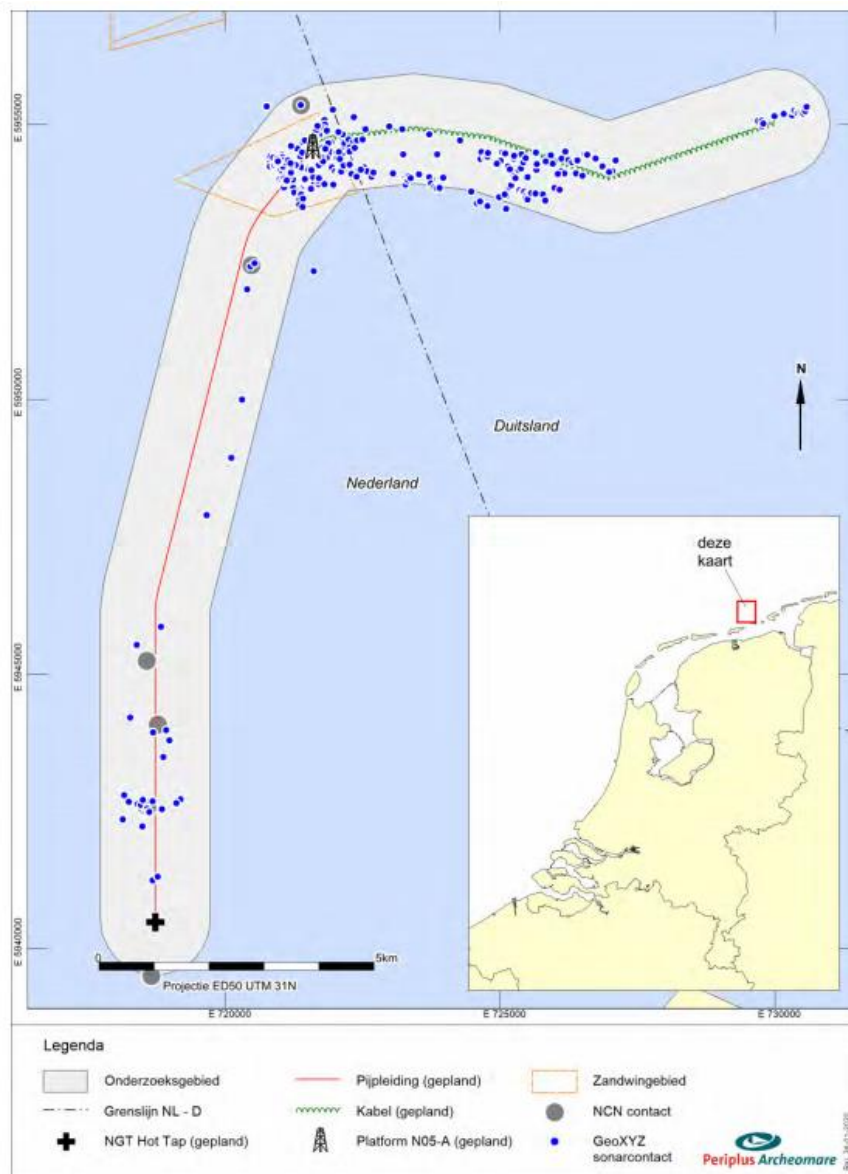 E 5955000
N
E 5950000
Duitsland
Nederland
deze
kaart
E 5945000
E 5940000
0
5km
Projectie ED50 UTM 31N
E 720000
E 725000
E 730000
Legenda
Onderzoeksgebied
Pijpleiding (gepland)
Zandwingebied
Grenslijn NL - D
Kabel (gepland)
NCN contact
NGT Hot Tap (gepland)
Platform N05-A (gepland)
GeoXYZ
sonarcontact
Periplus Archeomare